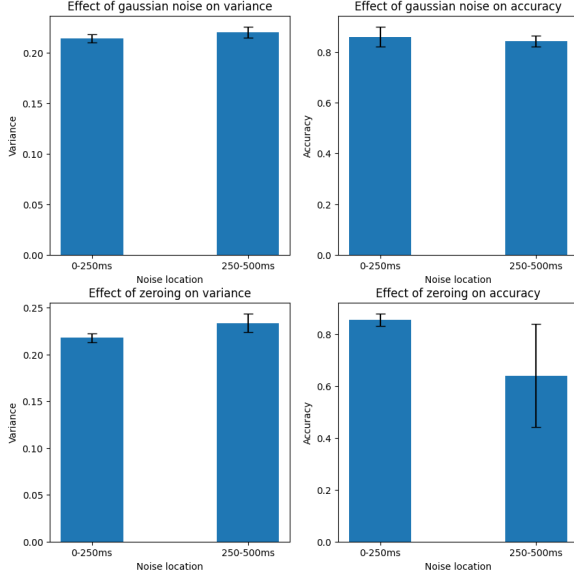 Effect of gaussian noise on variance
0.20
0.15
0.10
0.05
0.00
Variance
0-250ms
250-500ms
Noise location
Effect of gaussian noise on accuracy
0.8
0.6
0.4
0.2
0.0
Accuracy
0-250ms
250-500ms
Noise location
Effect of zeroing on variance
0.25
0.20
0.15
0.10
0.05
0.00
Variance
0-250ms
250-500ms
Noise location
Effect of zeroing on accuracy
0.8
0.6
0.4
0.2
0.0
Accuracy
0-250ms
250-500ms
Noise location